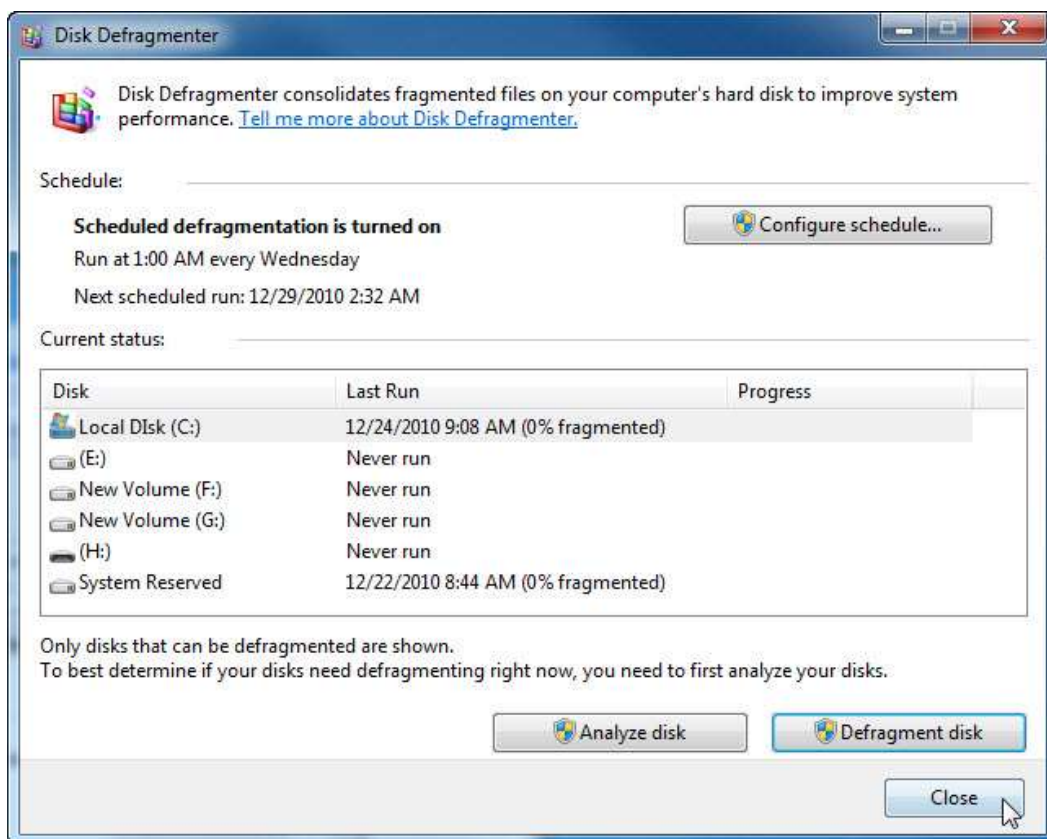 Disk Defragmenter
Disk Defragmenter consolidates fragmented files on your computer's hard disk to improve system
performance. Tell me more about Disk Defragmenter.
Schedule:
Scheduled defragmentation is turned on
Configure schedule...
Run at 1:00 AM every Wednesday
Next scheduled run: 12/29/2010 2:32 AM
Current status:
Disk Last Run Progress
Local DIsk (C:) 12/24/2010 9:08 AM (0% fragmented)
(E:) Never run
New Volume (F:) Never run
New Volume (G:) Never run
(H:) Never run
System Reserved 12/22/2010 8:44 AM (0% fragmented)
Only disks that can be defragmented are shown.
To best determine if your disks need defragmenting right now, you need to first analyze your disks.
Analyze disk Defragment disk
Close